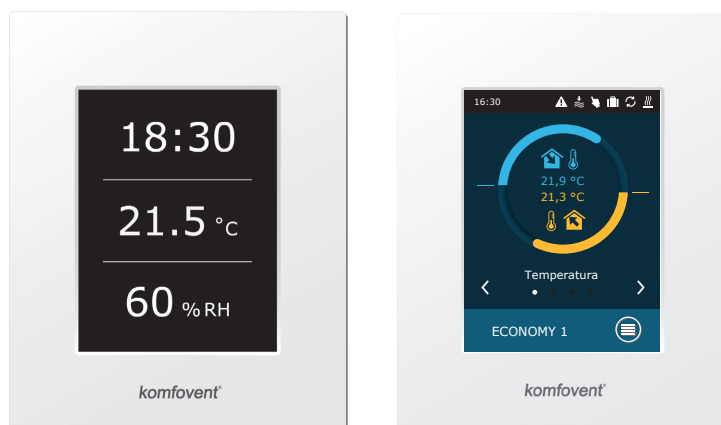 18:30
21.5 °C
60 % RH
komfovent®
16:30
21,9 °C
21,3 °C
Temperatura
ECONOMY 1
komfovent®